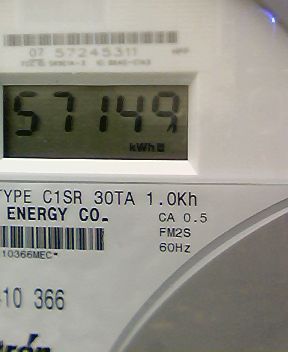 07 57245311
57149
kWh
TYPE C1SR 30TA 1.0Kh
ENERGY CO.
CA 0.5
FM2S
60Hz
10366MEC*
10 366